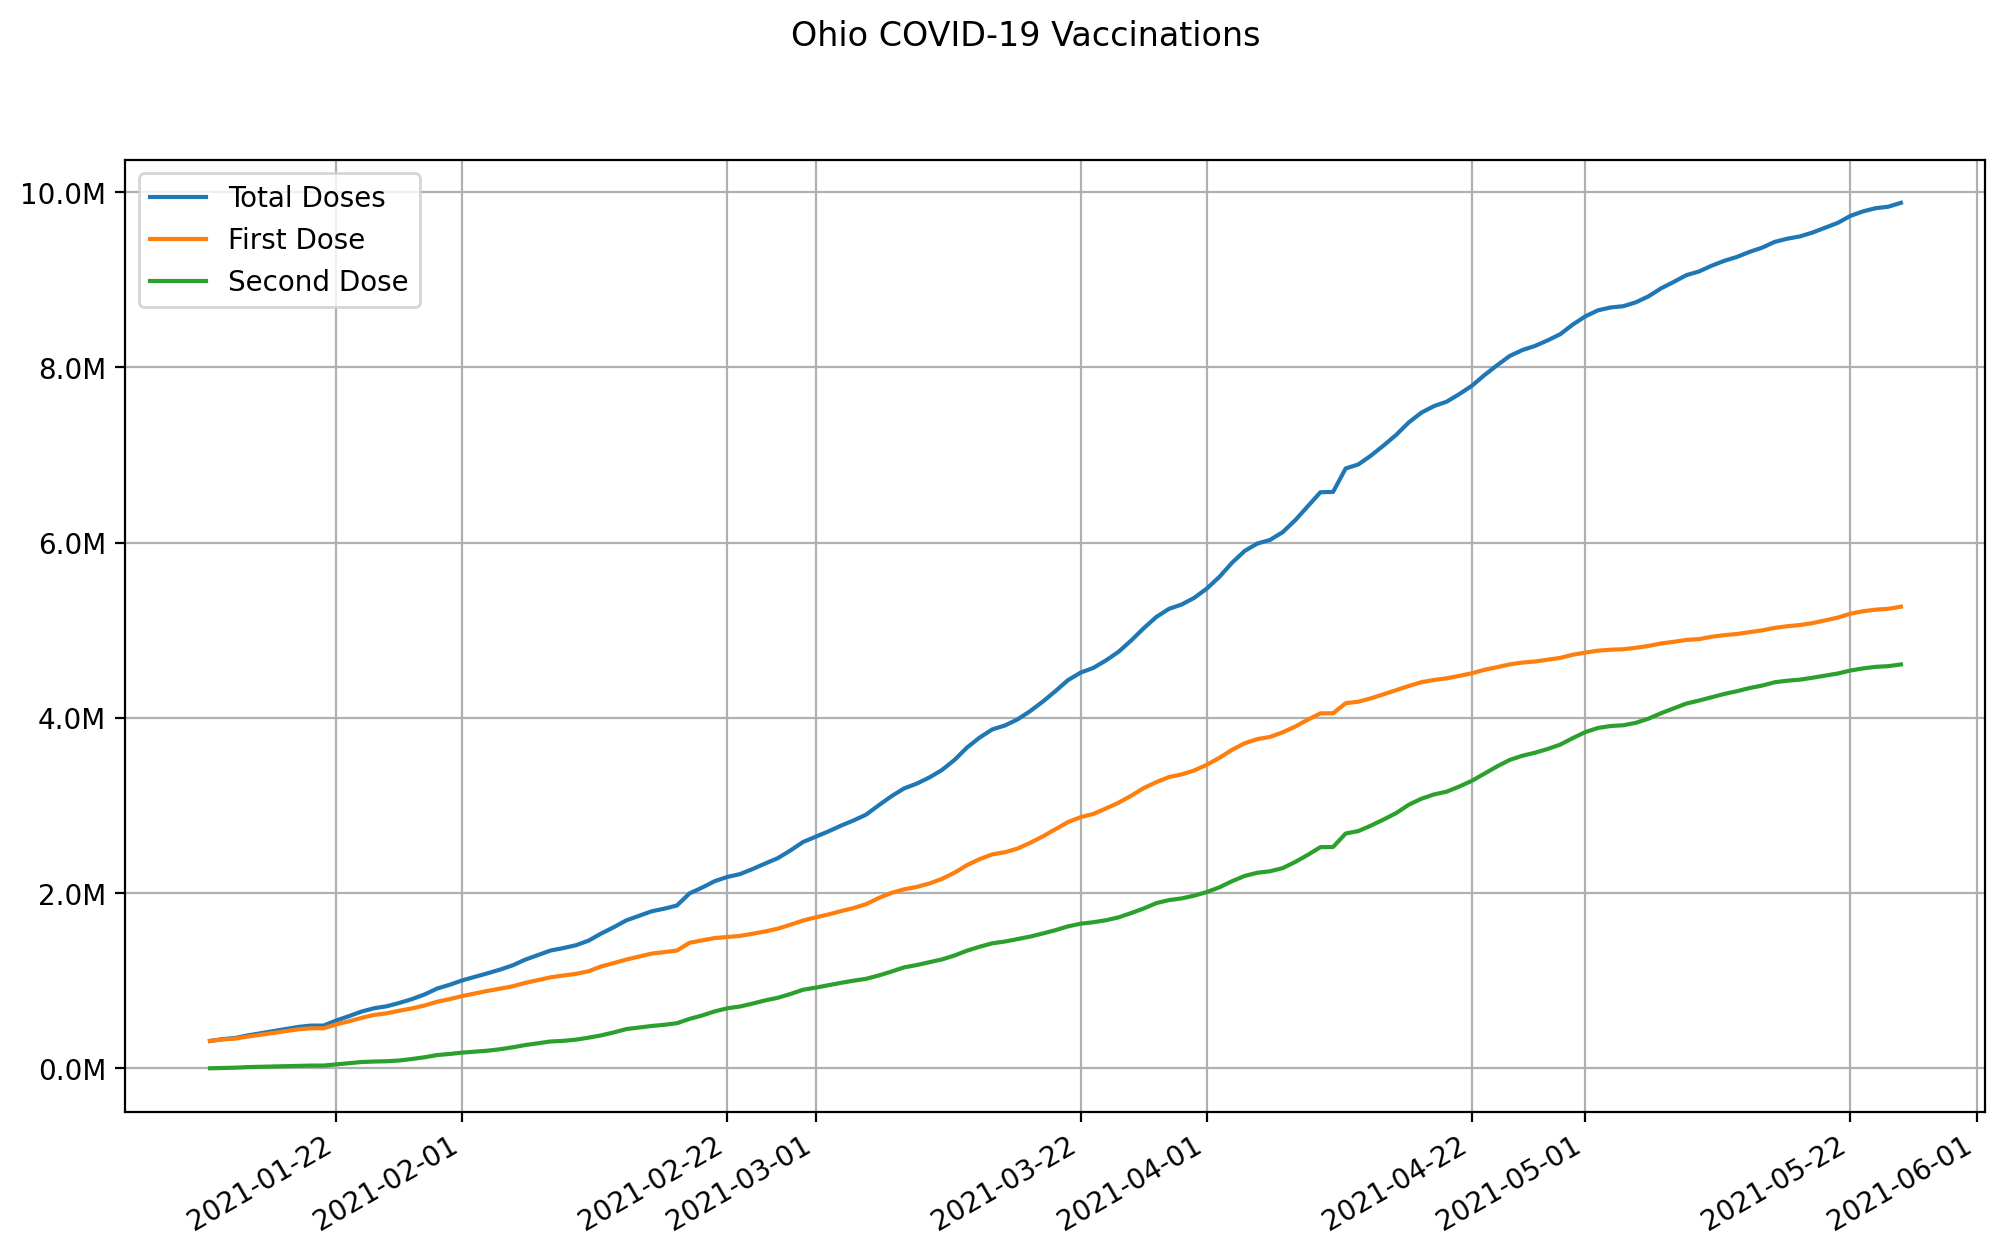 Ohio COVID-19 Vaccinations
Total Doses
First Dose
Second Dose
10.0M
8.0M
6.0M
4.0M
2.0M
0.0M
2021-01-22
2021-02-01
2021-02-22
2021-03-01
2021-03-22
2021-04-01
2021-04-22
2021-05-01
2021-05-22
2021-06-01